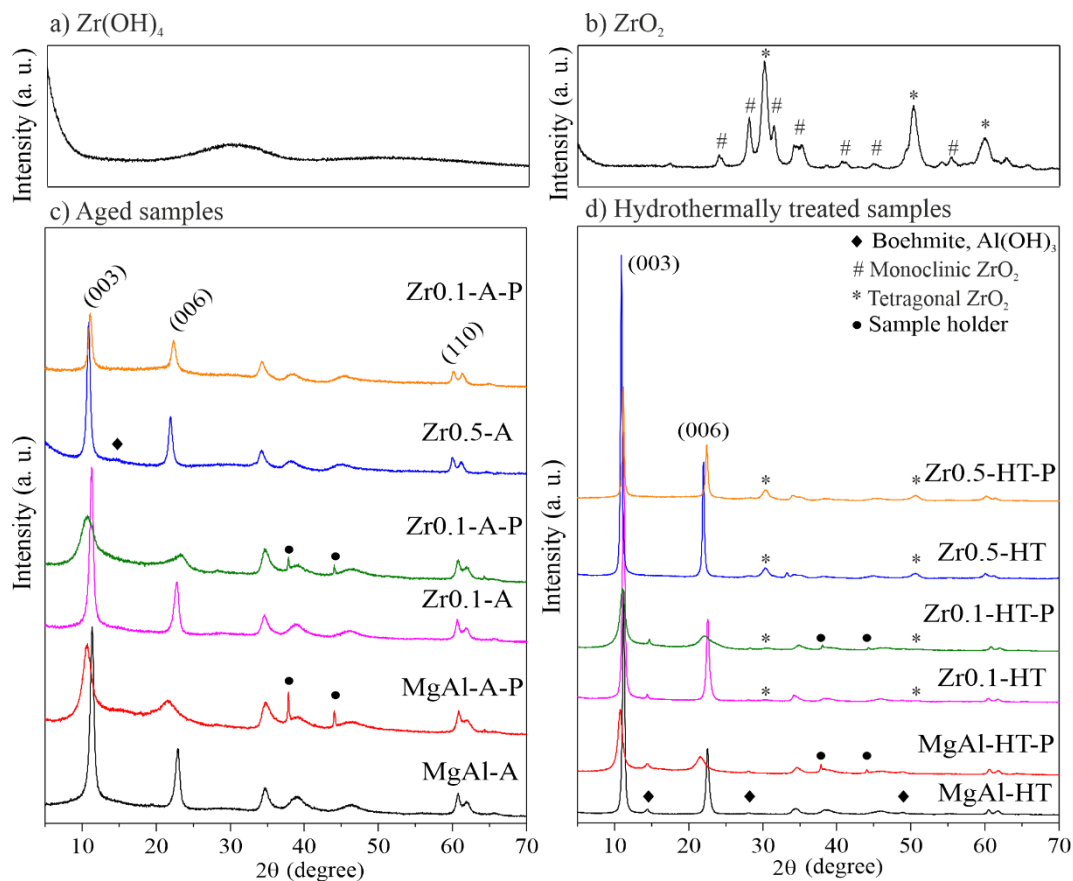 a) Zr(OH)₄
Intensity (a. u.)
b) ZrO₂
Intensity (a. u.)
# # * # # # # * # *
c) Aged samples
Intensity (a. u.)
(003)
(006)
(110)
Zr0.1-A-P
Zr0.5-A
◆
Zr0.1-A-P
● ●
Zr0.1-A
MgAl-A-P
● ●
MgAl-A
10 20 30 40 50 60 70
2θ (degree)
d) Hydrothermally treated samples
Intensity (a. u.)
◆ Boehmite, Al(OH)₃
# Monoclinic ZrO₂
* Tetragonal ZrO₂
● Sample holder
(003)
(006)
Zr0.5-HT-P
* *
Zr0.5-HT
* *
Zr0.1-HT-P
* ● ● *
Zr0.1-HT
* *
MgAl-HT-P
● ●
MgAl-HT
◆ ◆ ◆
10 20 30 40 50 60 70
2θ (degree)